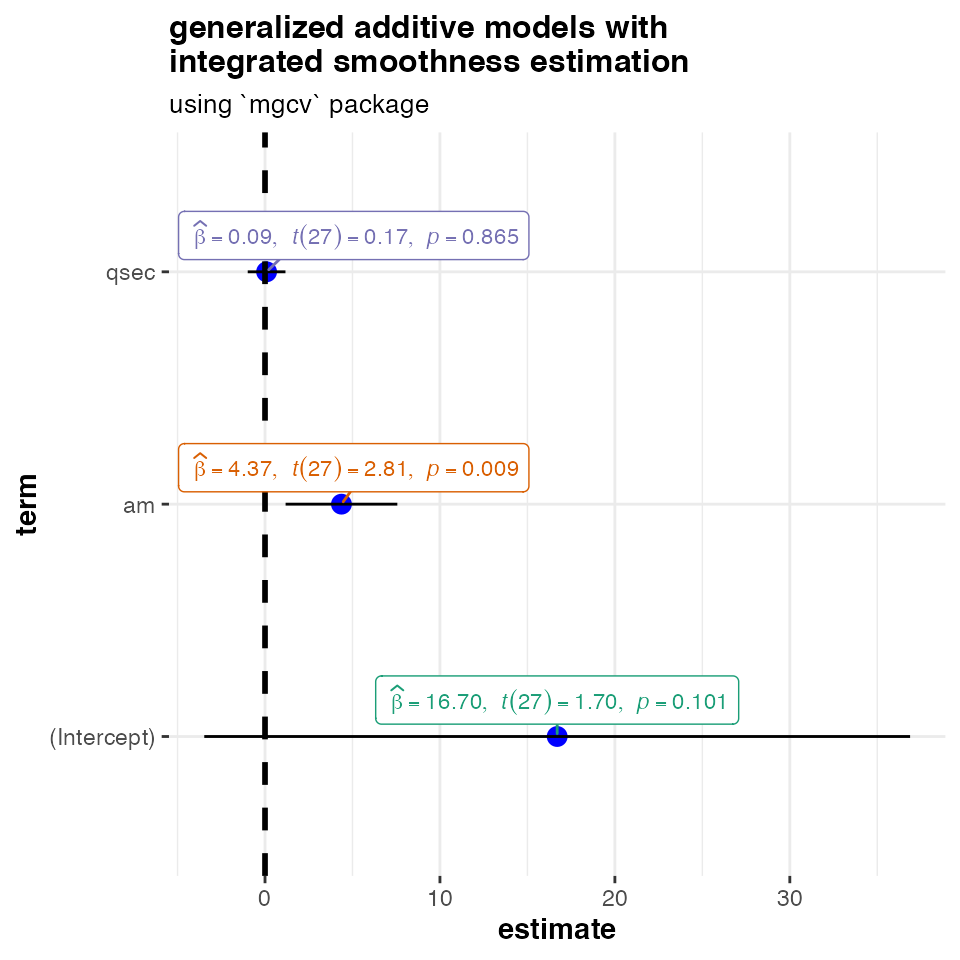 generalized additive models with
integrated smoothness estimation
using `mgcv` package
β̂ = 0.09, t(27) = 0.17, p = 0.865
qsec
β̂ = 4.37, t(27) = 2.81, p = 0.009
am
term
β̂ = 16.70, t(27) = 1.70, p = 0.101
(Intercept)
0 10 20 30
estimate